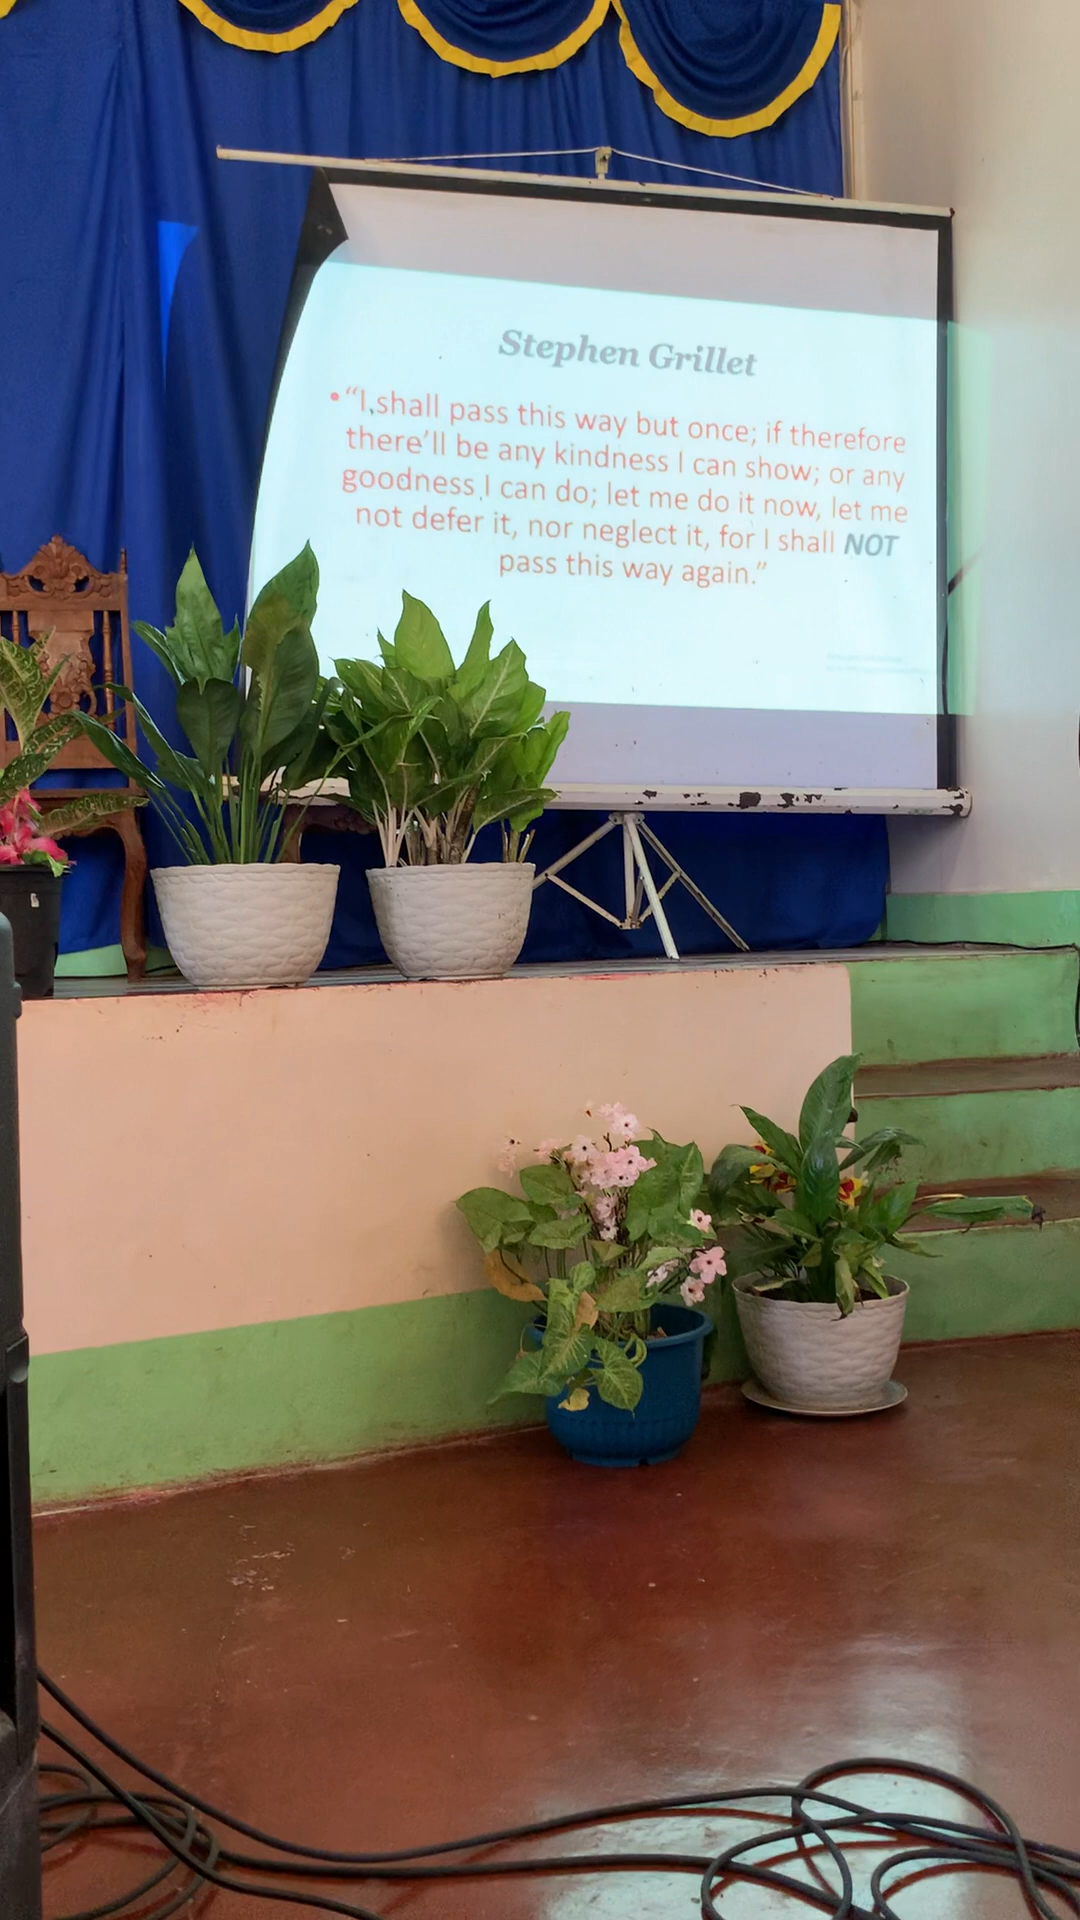 Stephen Grillet
• “I shall pass this way but once; if therefore
there’ll be any kindness I can show; or any
goodness I can do; let me do it now, let me
not defer it, nor neglect it, for I shall NOT
pass this way again.”